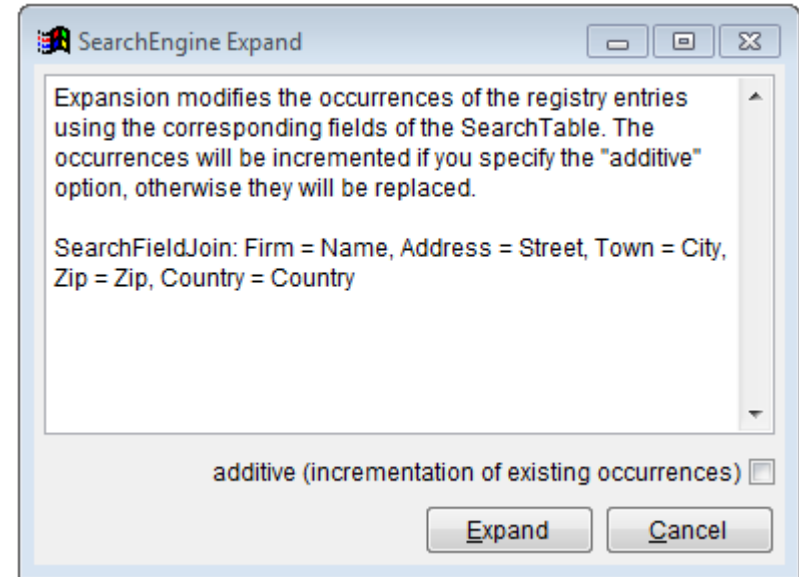 SearchEngine Expand
Expansion modifies the occurrences of the registry entries
using the corresponding fields of the SearchTable. The
occurrences will be incremented if you specify the "additive"
option, otherwise they will be replaced.
SearchFieldJoin: Firm = Name, Address = Street, Town = City,
Zip = Zip, Country = Country
additive (incrementation of existing occurrences)
Expand Cancel